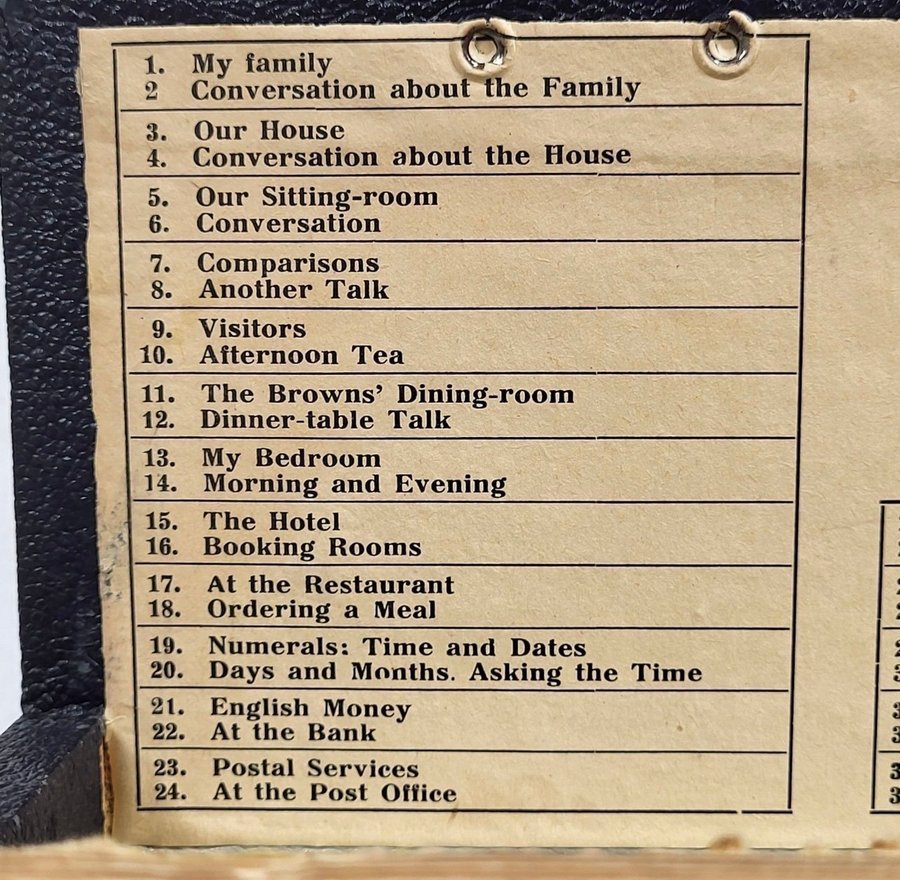 1. My family
2 Conversation about the Family
3. Our House
4. Conversation about the House
5. Our Sitting-room
6. Conversation
7. Comparisons
8. Another Talk
9. Visitors
10. Afternoon Tea
11. The Browns' Dining-room
12. Dinner-table Talk
13. My Bedroom
14. Morning and Evening
15. The Hotel
16. Booking Rooms
17. At the Restaurant
18. Ordering a Meal
19. Numerals: Time and Dates
20. Days and Months. Asking the Time
21. English Money
22. At the Bank
23. Postal Services
24. At the Post Office